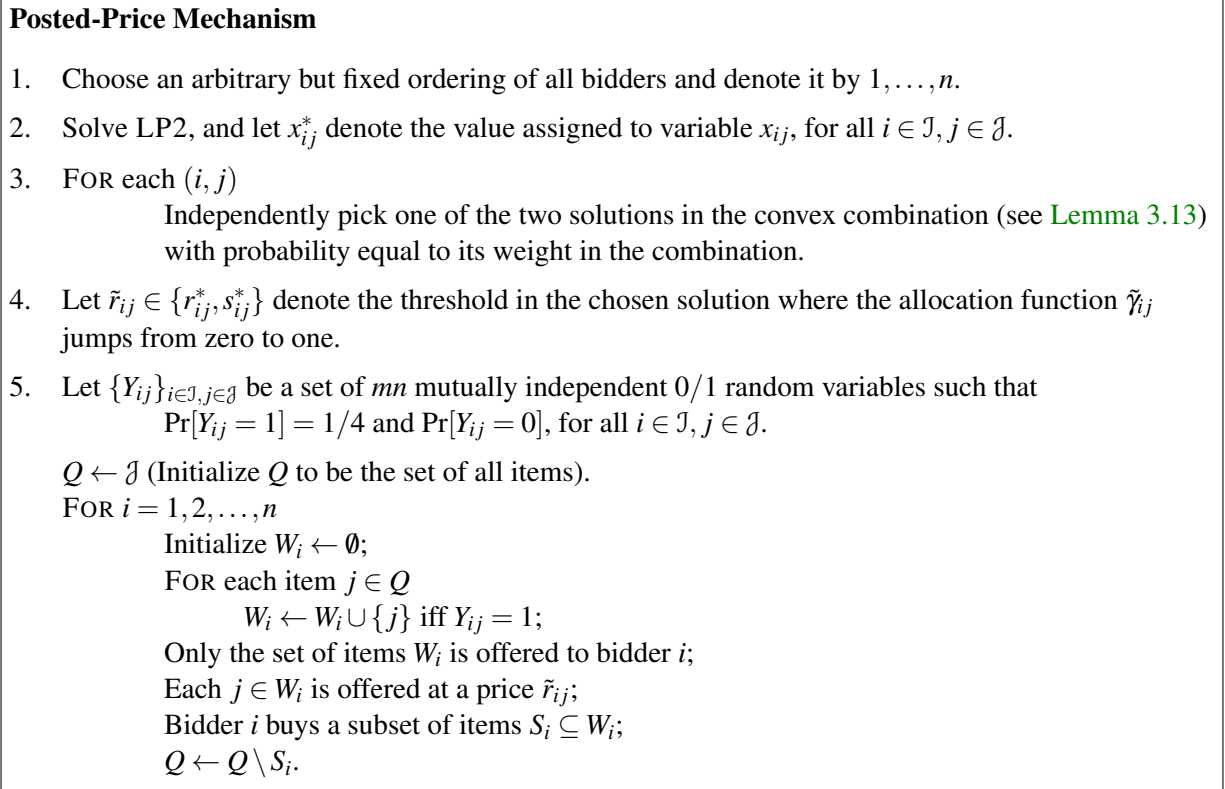 Posted-Price Mechanism
1. Choose an arbitrary but fixed ordering of all bidders and denote it by 1,…,n.
2. Solve LP2, and let x*ᵢⱼ denote the value assigned to variable xᵢⱼ, for all i ∈ ℐ, j ∈ 𝒥.
3. FOR each (i, j)
Independently pick one of the two solutions in the convex combination (see Lemma 3.13)
with probability equal to its weight in the combination.
4. Let r̃ᵢⱼ ∈ {r*ᵢⱼ, s*ᵢⱼ} denote the threshold in the chosen solution where the allocation function γ̃ᵢⱼ
jumps from zero to one.
5. Let {Yᵢⱼ}i∈ℐ,j∈𝒥 be a set of mn mutually independent 0/1 random variables such that
Pr[Yᵢⱼ = 1] = 1/4 and Pr[Yᵢⱼ = 0], for all i ∈ ℐ, j ∈ 𝒥.
Q ← 𝒥 (Initialize Q to be the set of all items).
FOR i = 1, 2, …, n
Initialize Wᵢ ← ∅;
FOR each item j ∈ Q
Wᵢ ← Wᵢ ∪ {j} iff Yᵢⱼ = 1;
Only the set of items Wᵢ is offered to bidder i;
Each j ∈ Wᵢ is offered at a price r̃ᵢⱼ;
Bidder i buys a subset of items Sᵢ ⊆ Wᵢ;
Q ← Q \ Sᵢ.